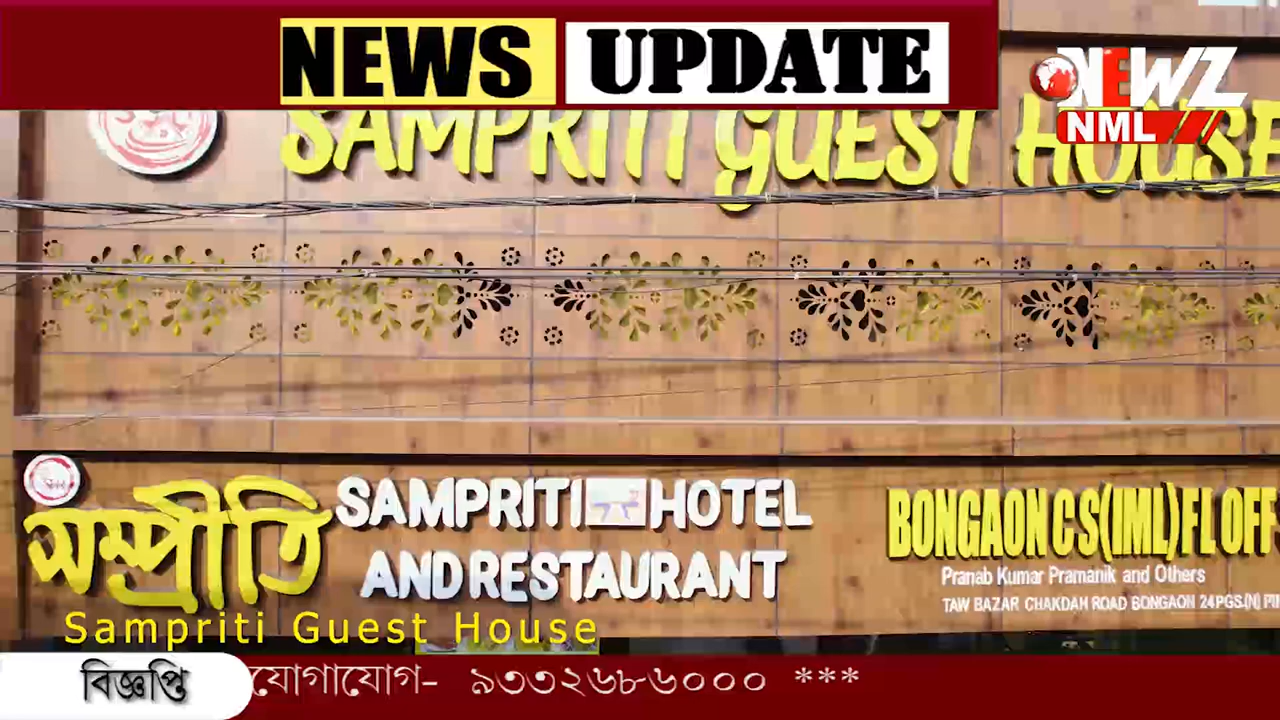 NEWS UPDATE
NEWZ
NML
SAMPRITI GUEST HOUSE
সম্প্রীতি
SAMPRITI HOTEL
AND RESTAURANT
BONGAON C S(IML)FL OFF
Pranab Kumar Pramanik and Others
TAW BAZAR CHAKDAH ROAD BONGAON 24PGS.(N)
Sampriti Guest House
বিজ্ঞপ্তি
যোগাযোগ- ৯৩৩২৬৮৬০০০ ***